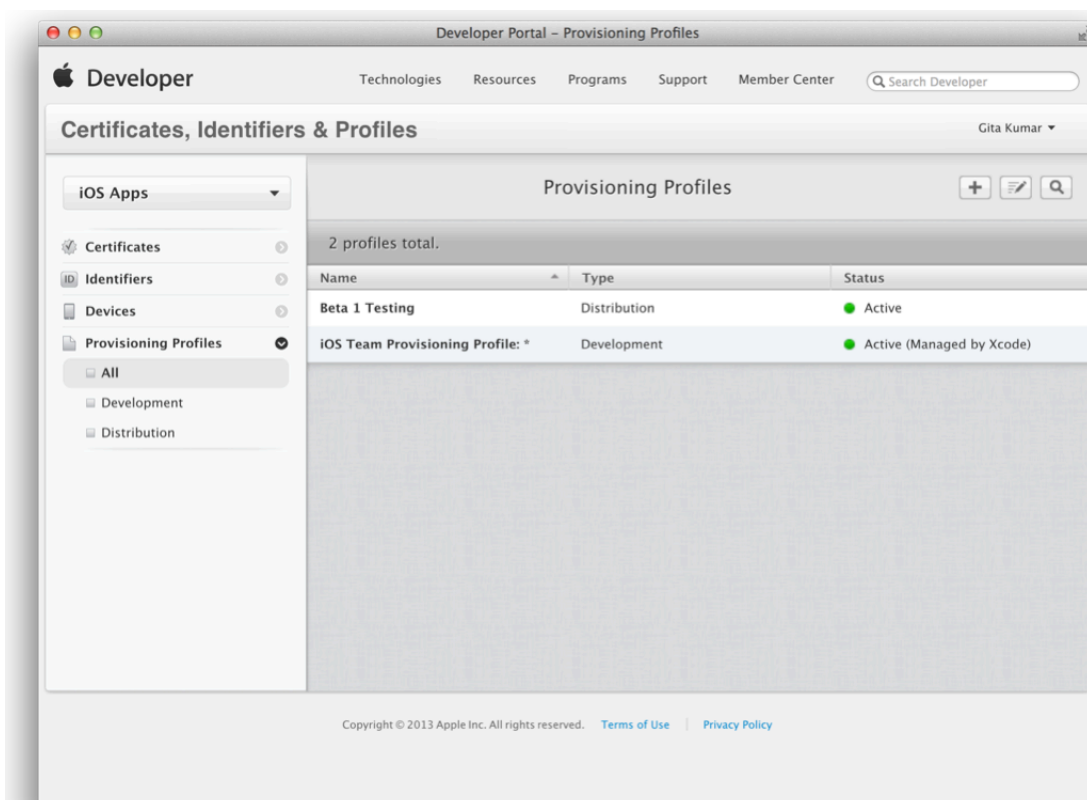 Developer Portal – Provisioning Profiles
Developer
Technologies Resources Programs Support Member Center Search Developer
Certificates, Identifiers & Profiles
Gita Kumar
iOS Apps
Provisioning Profiles
2 profiles total.
Certificates
ID Identifiers
Devices
Provisioning Profiles
All
Development
Distribution
Name Type Status
Beta 1 Testing Distribution Active
iOS Team Provisioning Profile: * Development Active (Managed by Xcode)
Copyright © 2013 Apple Inc. All rights reserved. Terms of Use Privacy Policy